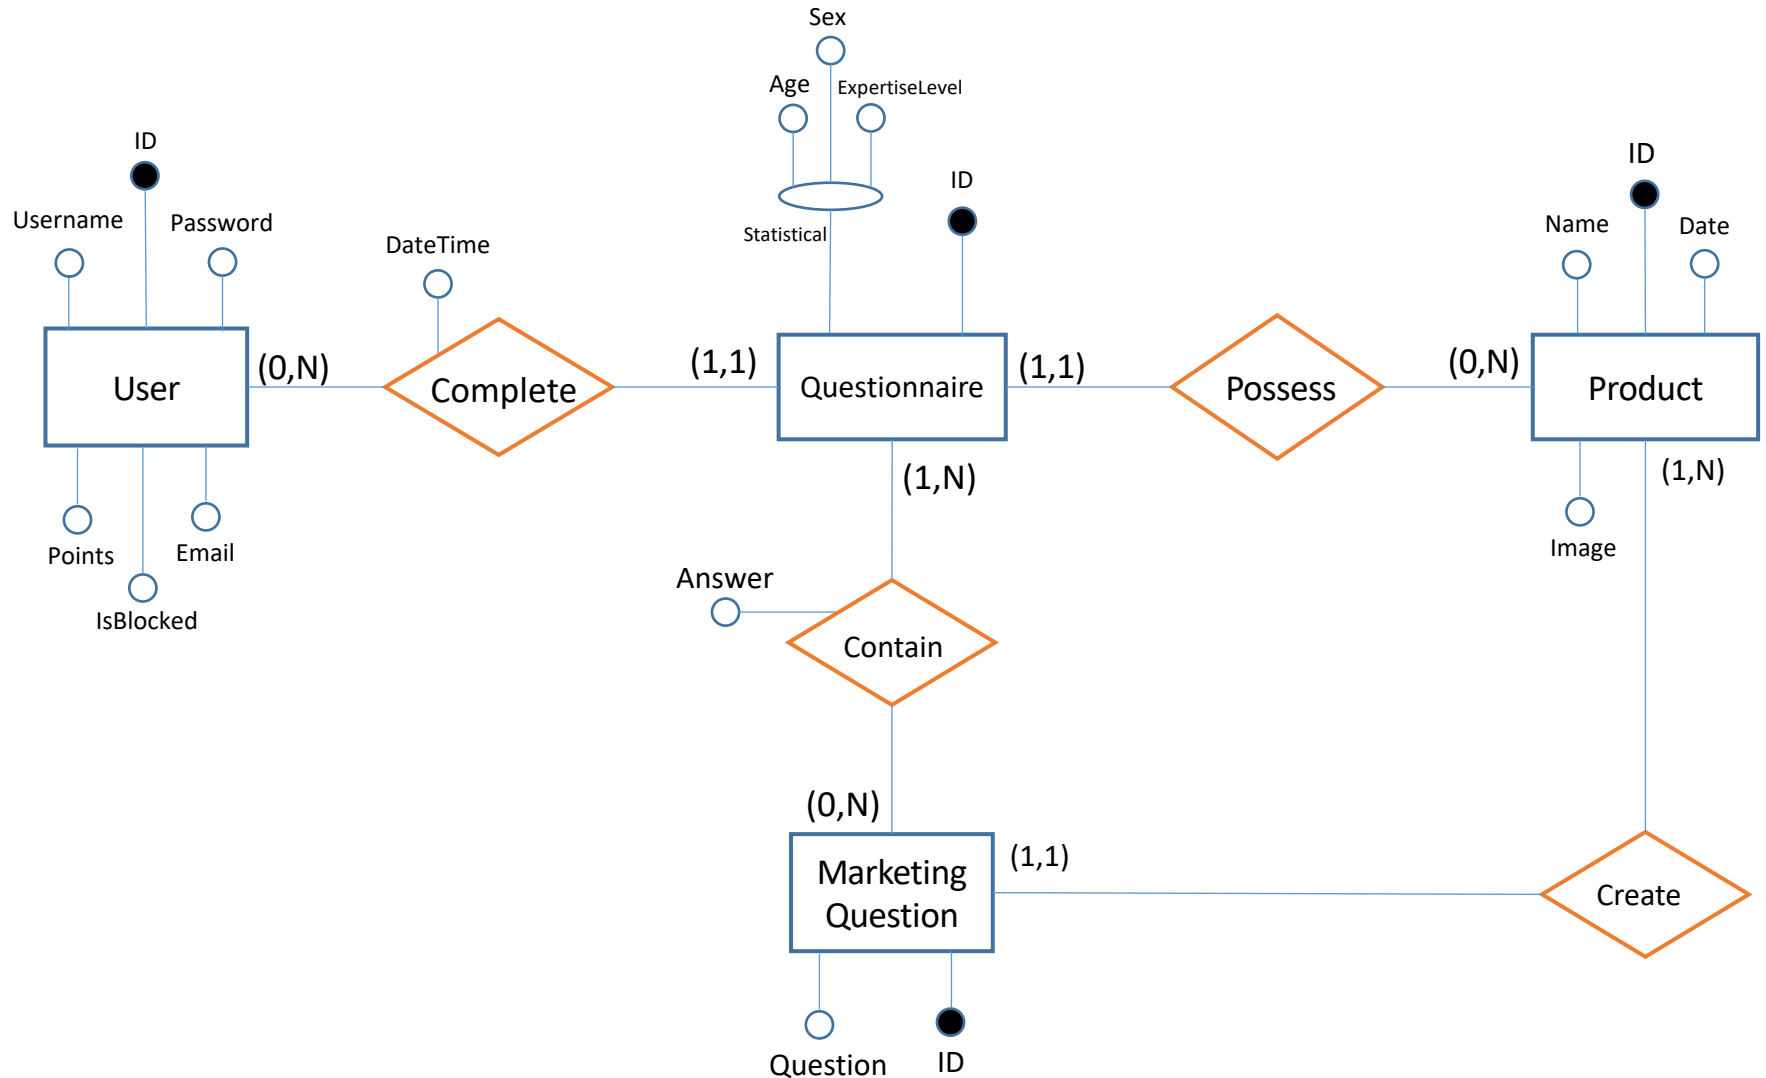 Sex
Age
ExpertiseLevel
ID
ID
ID
Username
Password
DateTime
Statistical
Name
Date
(0,N)
(1,1)
(1,1)
(0,N)
User
Complete
Questionnaire
Possess
Product
(1,N)
(1,N)
Points
Email
Image
IsBlocked
Answer
Contain
(0,N)
(1,1)
Marketing
Question
Create
Question
ID